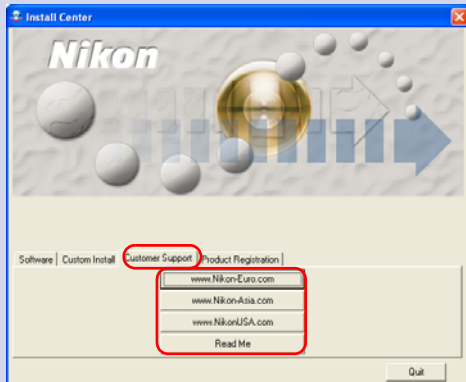 Install Center
Nikon
Software Custom Install Customer Support Product Registration
www.Nikon-Euro.com
www.Nikon-Asia.com
www.NikonUSA.com
Read Me
Quit